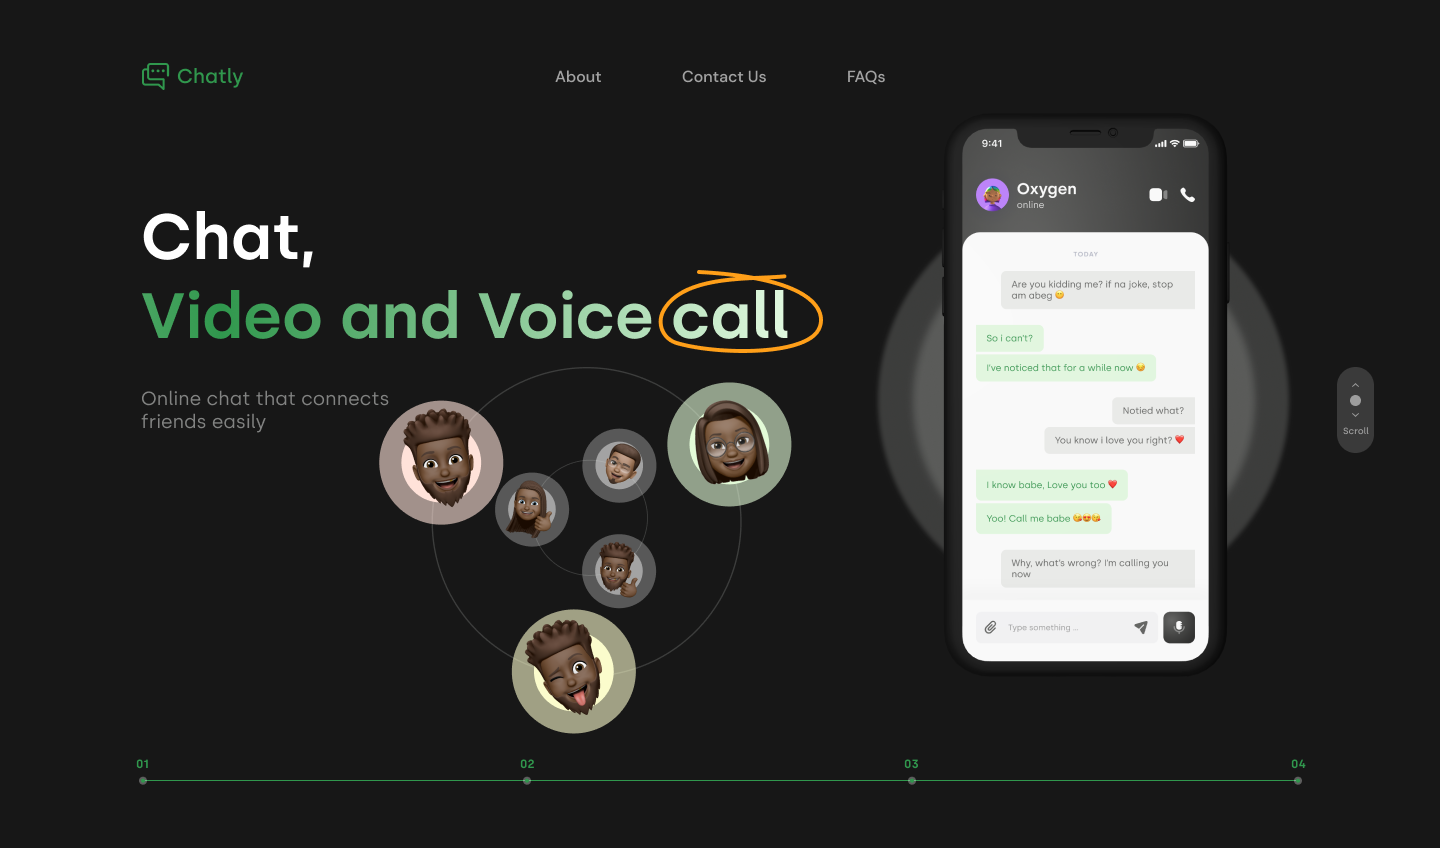 Chatly
About
Contact Us
FAQs
Chat,
Video and Voice call
Online chat that connects
friends easily
9:41
Oxygen
online
TODAY
Are you kidding me? if na joke, stop
am abeg 😊
So i can't?
I've noticed that for a while now 😔
Notied what?
You know i love you right? ❤️
I know babe, Love you too ❤️
Yoo! Call me babe 😘😍😘
Why, what's wrong? I'm calling you
now
Type something ...
Scroll
01
02
03
04